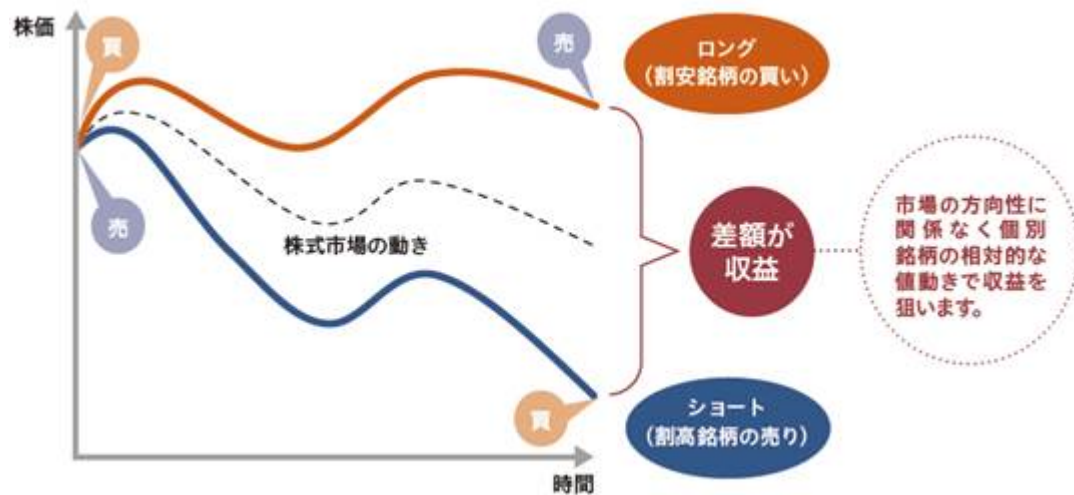 株価
買
売
ロング
(割安銘柄の買い)
売
株式市場の動き
差額が
収益
市場の方向性に
関係なく個別
銘柄の相対的な
値動きで収益を
狙います。
買
ショート
(割高銘柄の売り)
時間